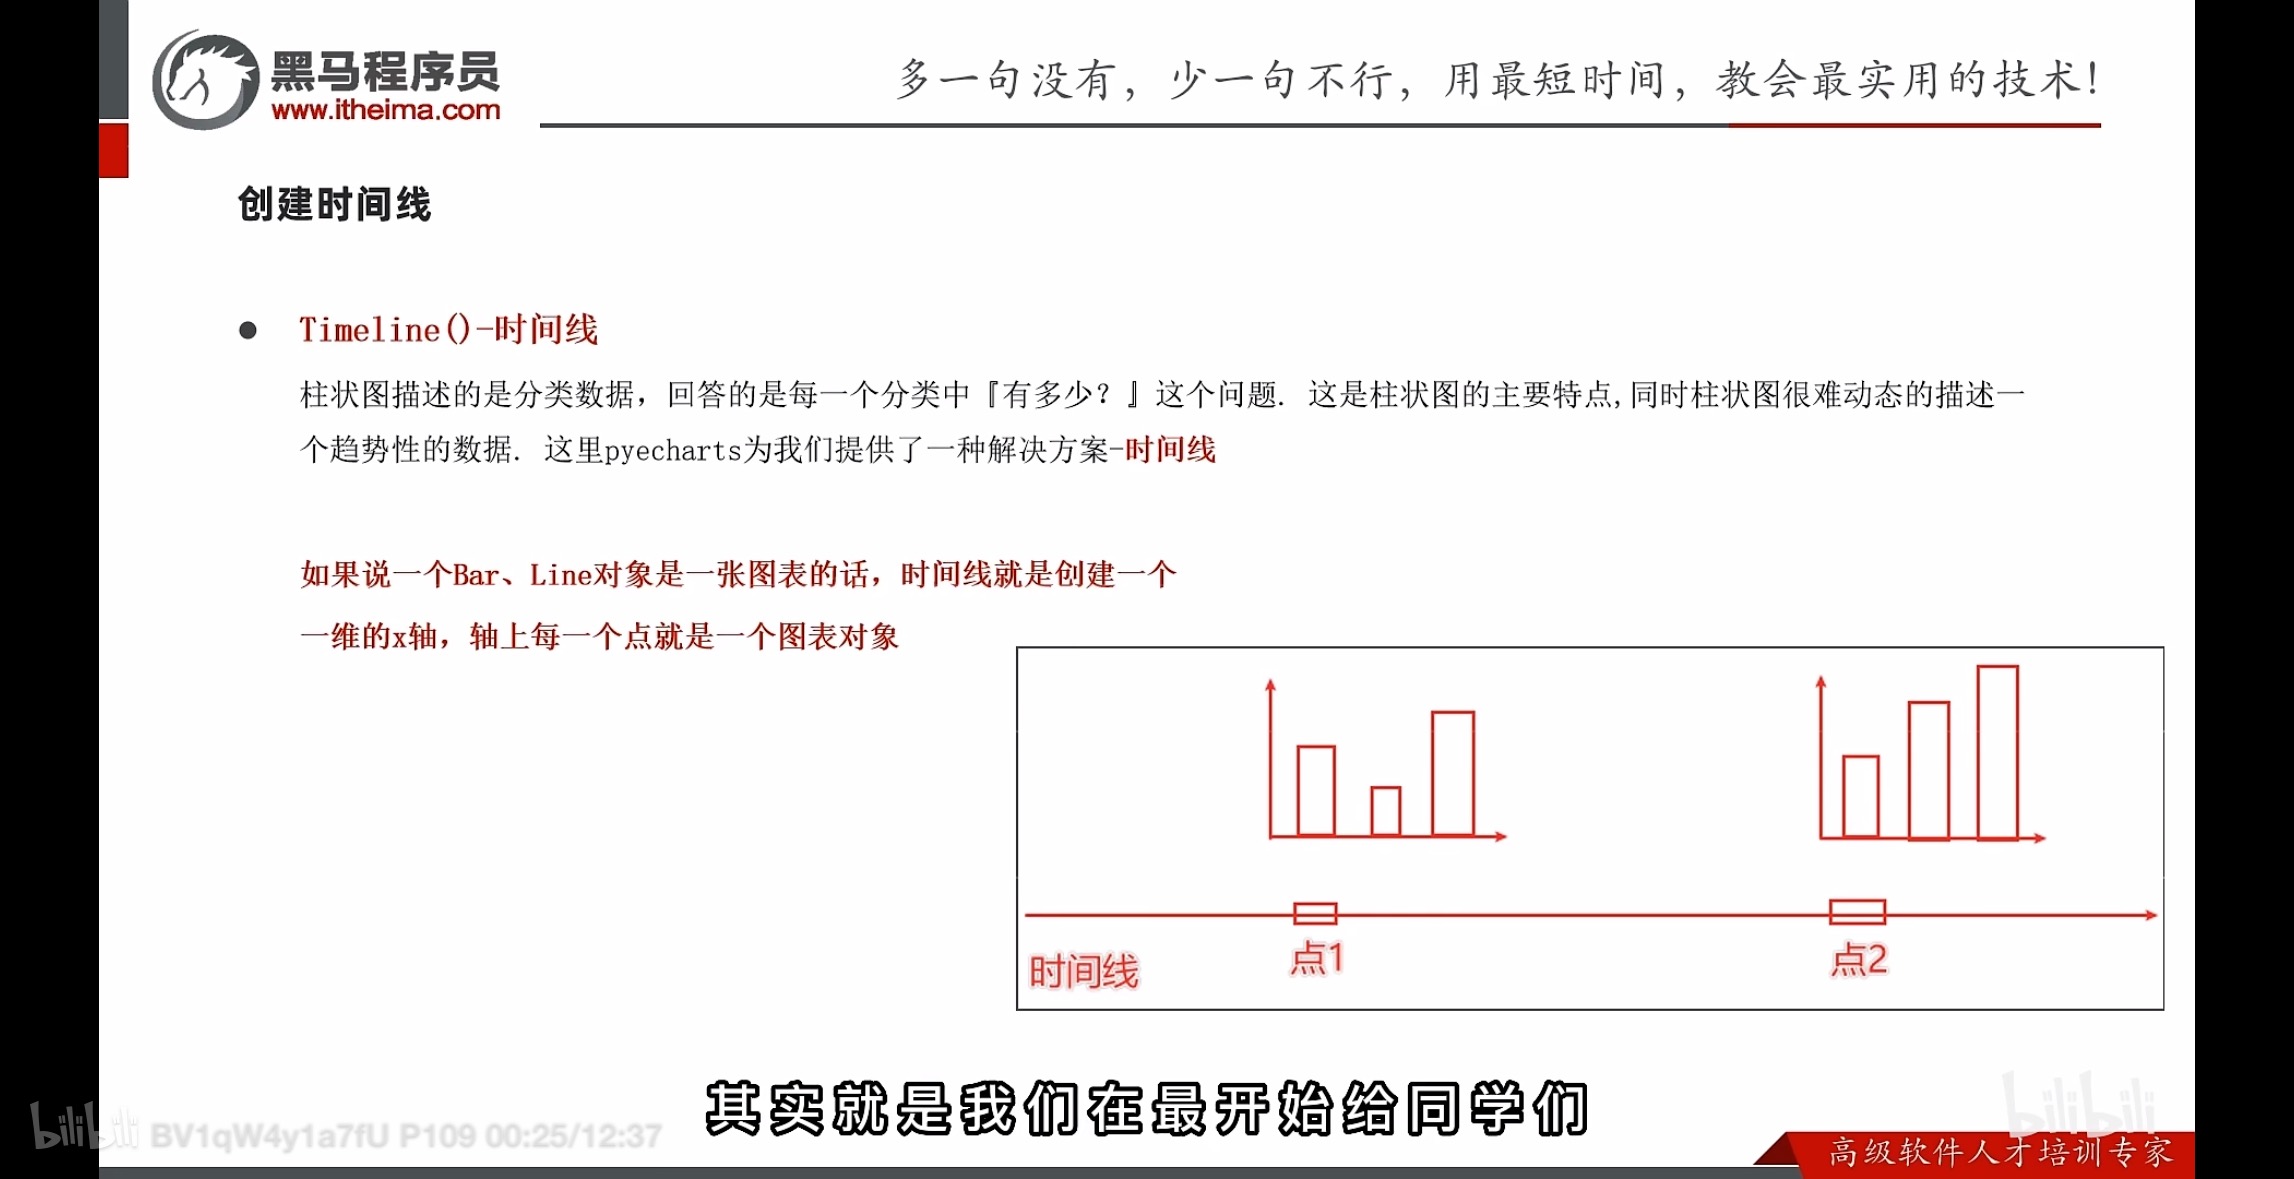 黑马程序员
www.itheima.com
多一句没有，少一句不行，用最短时间，教会最实用的技术！
创建时间线
Timeline()-时间线
柱状图描述的是分类数据，回答的是每一个分类中『有多少？』这个问题. 这是柱状图的主要特点,同时柱状图很难动态的描述一
个趋势性的数据. 这里pyecharts为我们提供了一种解决方案-时间线
如果说一个Bar、Line对象是一张图表的话，时间线就是创建一个
一维的x轴，轴上每一个点就是一个图表对象
时间线
点1
点2
其实就是我们在最开始给同学们
bilibili BV1qW4y1a7fU P109 00:25/12:37
bilibili
高级软件人才培训专家